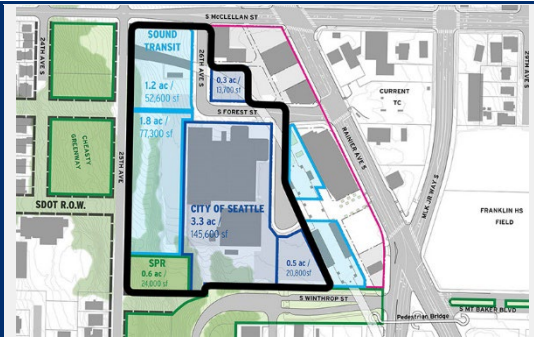 S McCLELLAN ST
24TH AVE S
SOUND
TRANSIT
26TH AVE S
29TH AVE S
1.2 ac /
52,600 sf
0.3 ac /
13,700 sf
CURRENT
TC
1.8 ac /
77,300 sf
S FOREST ST
RAINIER AVE S
CHEASTY
GREENWAY
25TH AVE
MLK JR WAY S
SDOT R.O.W.
CITY OF SEATTLE
3.3 ac /
145,600 sf
FRANKLIN HS
FIELD
SPR
0.6 ac /
24,000 sf
0.5 ac /
20,800 sf
S WINTHROP ST
S MT BAKER BLVD
Pedestrian Bridge